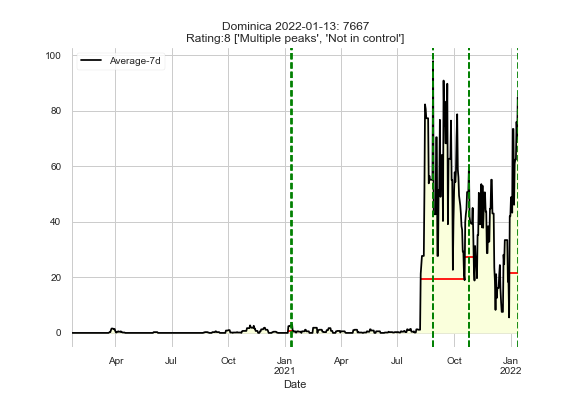 Dominica 2022-01-13: 7667
Rating:8 ['Multiple peaks', 'Not in control']
Average-7d
100
80
60
40
20
0
Apr
Jul
Oct
Jan
2021
Apr
Jul
Oct
Jan
2022
Date